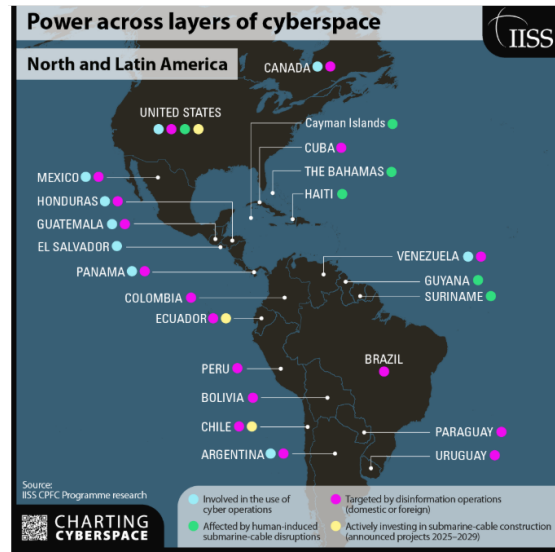 Power across layers of cyberspace
IISS
North and Latin America
CANADA
UNITED STATES
Cayman Islands
CUBA
THE BAHAMAS
HAITI
MEXICO
HONDURAS
GUATEMALA
EL SALVADOR
PANAMA
VENEZUELA
GUYANA
SURINAME
COLOMBIA
ECUADOR
BRAZIL
PERU
BOLIVIA
CHILE
PARAGUAY
ARGENTINA
URUGUAY
Source:
IISS CPFC Programme research
CHARTING
CYBERSPACE
Involved in the use of
cyber operations
Targeted by disinformation operations
(domestic or foreign)
Affected by human-induced
submarine-cable disruptions
Actively investing in submarine-cable construction
(announced projects 2025–2029)